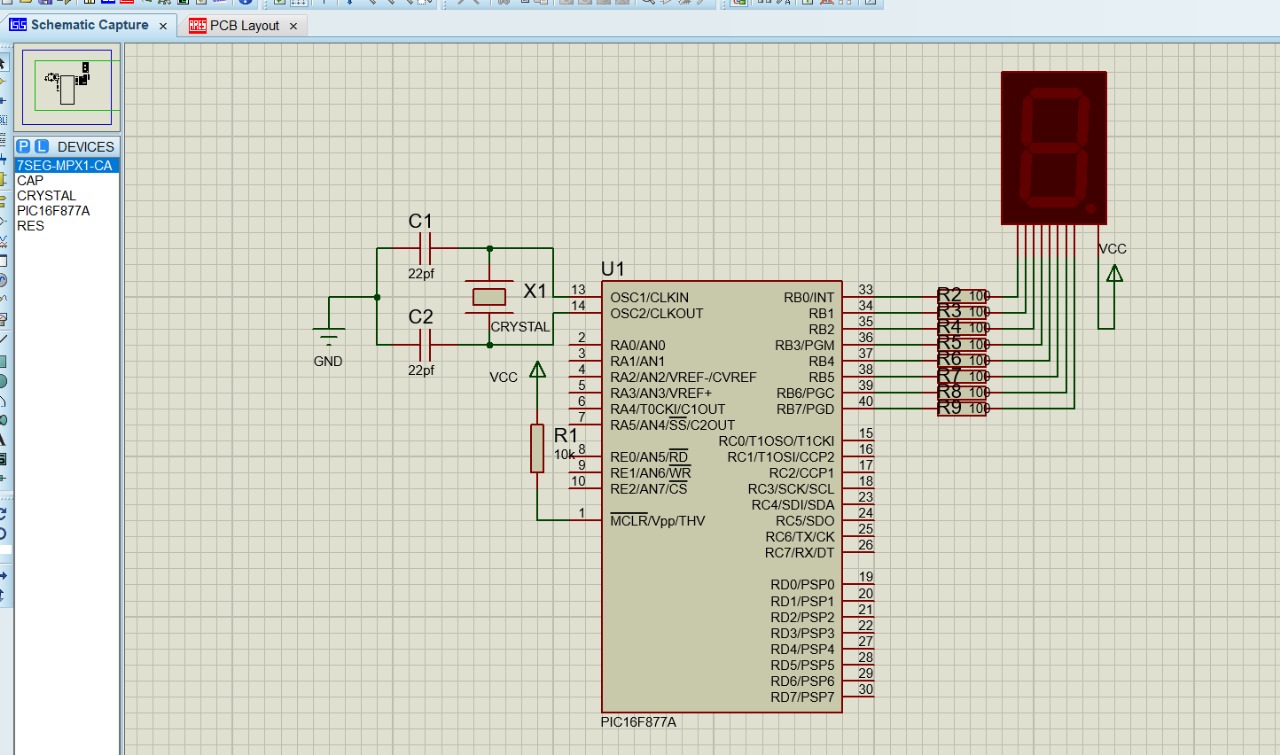 Schematic Capture ×
PCB Layout ×
P L DEVICES
7SEG-MPX1-CA
CAP
CRYSTAL
PIC16F877A
RES
C1
22pf
C2
22pf
GND
X1
CRYSTAL
VCC
R1
10k
U1
13 OSC1/CLKIN
14 OSC2/CLKOUT
2 RA0/AN0
3 RA1/AN1
4 RA2/AN2/VREF-/CVREF
5 RA3/AN3/VREF+
6 RA4/T0CKI/C1OUT
7 RA5/AN4/SS/C2OUT
8 RE0/AN5/RD
9 RE1/AN6/WR
10 RE2/AN7/CS
1 MCLR/Vpp/THV
RB0/INT 33
RB1 34
RB2 35
RB3/PGM 36
RB4 37
RB5 38
RB6/PGC 39
RB7/PGD 40
RC0/T1OSO/T1CKI 15
RC1/T1OSI/CCP2 16
RC2/CCP1 17
RC3/SCK/SCL 18
RC4/SDI/SDA 23
RC5/SDO 24
RC6/TX/CK 25
RC7/RX/DT 26
RD0/PSP0 19
RD1/PSP1 20
RD2/PSP2 21
RD3/PSP3 22
RD4/PSP4 27
RD5/PSP5 28
RD6/PSP6 29
RD7/PSP7 30
PIC16F877A
R2 100
R3 100
R4 100
R5 100
R6 100
R7 100
R8 100
R9 100
VCC